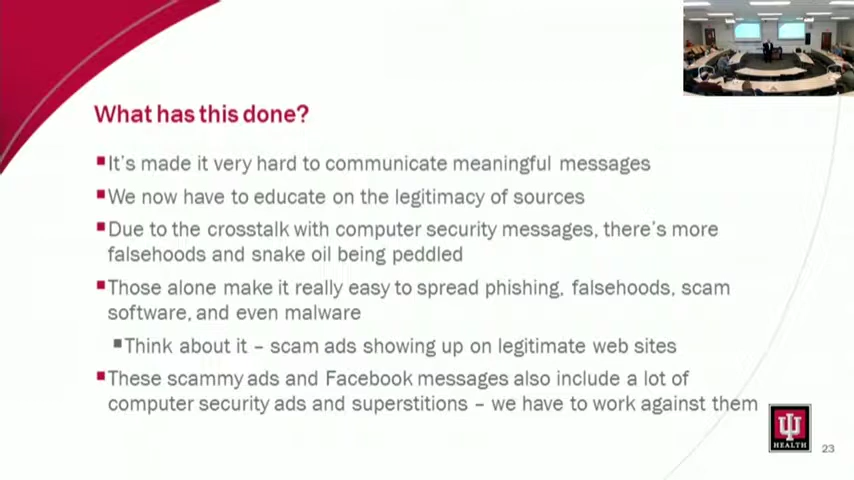 What has this done?
It's made it very hard to communicate meaningful messages
We now have to educate on the legitimacy of sources
Due to the crosstalk with computer security messages, there's more
falsehoods and snake oil being peddled
Those alone make it really easy to spread phishing, falsehoods, scam
software, and even malware
Think about it – scam ads showing up on legitimate web sites
These scammy ads and Facebook messages also include a lot of
computer security ads and superstitions – we have to work against them
HEALTH
23